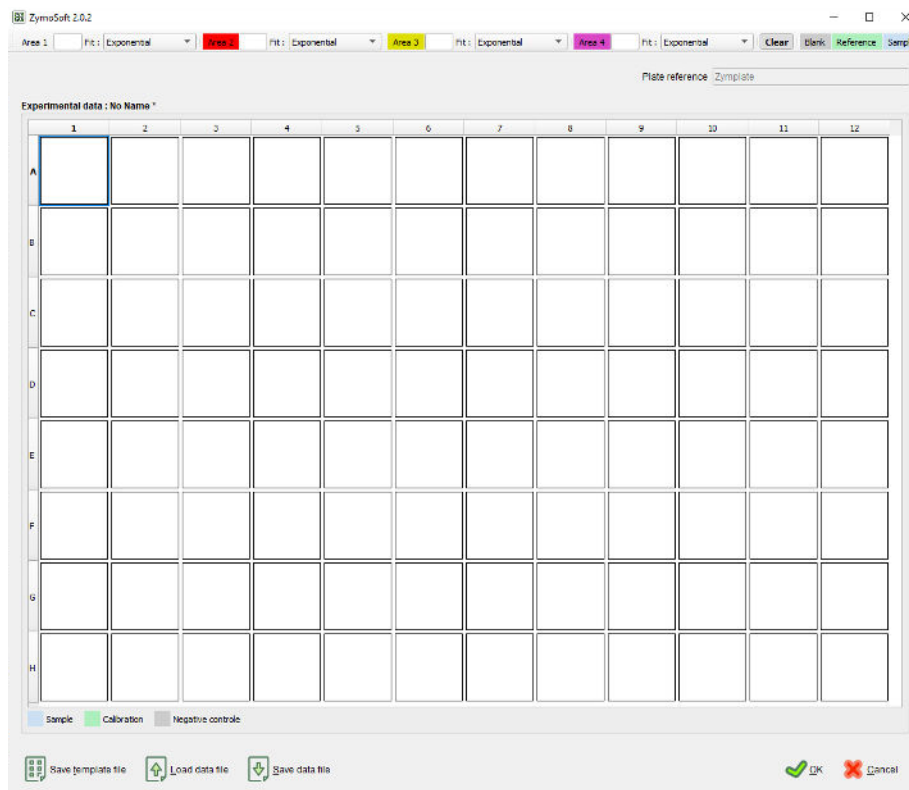 ZymoSoft 2.0.2
Area 1 Fit : Exponential Area 2 Fit : Exponential Area 3 Fit : Exponential Area 4 Fit : Exponential Clear Blank Reference Samp
Plate reference Zymplate
Experimental data : No Name *
1 2 3 4 5 6 7 8 9 10 11 12
A
B
C
D
E
F
G
H
Sample Calibration Negative controle
Save template file Load data file Save data file OK Cancel